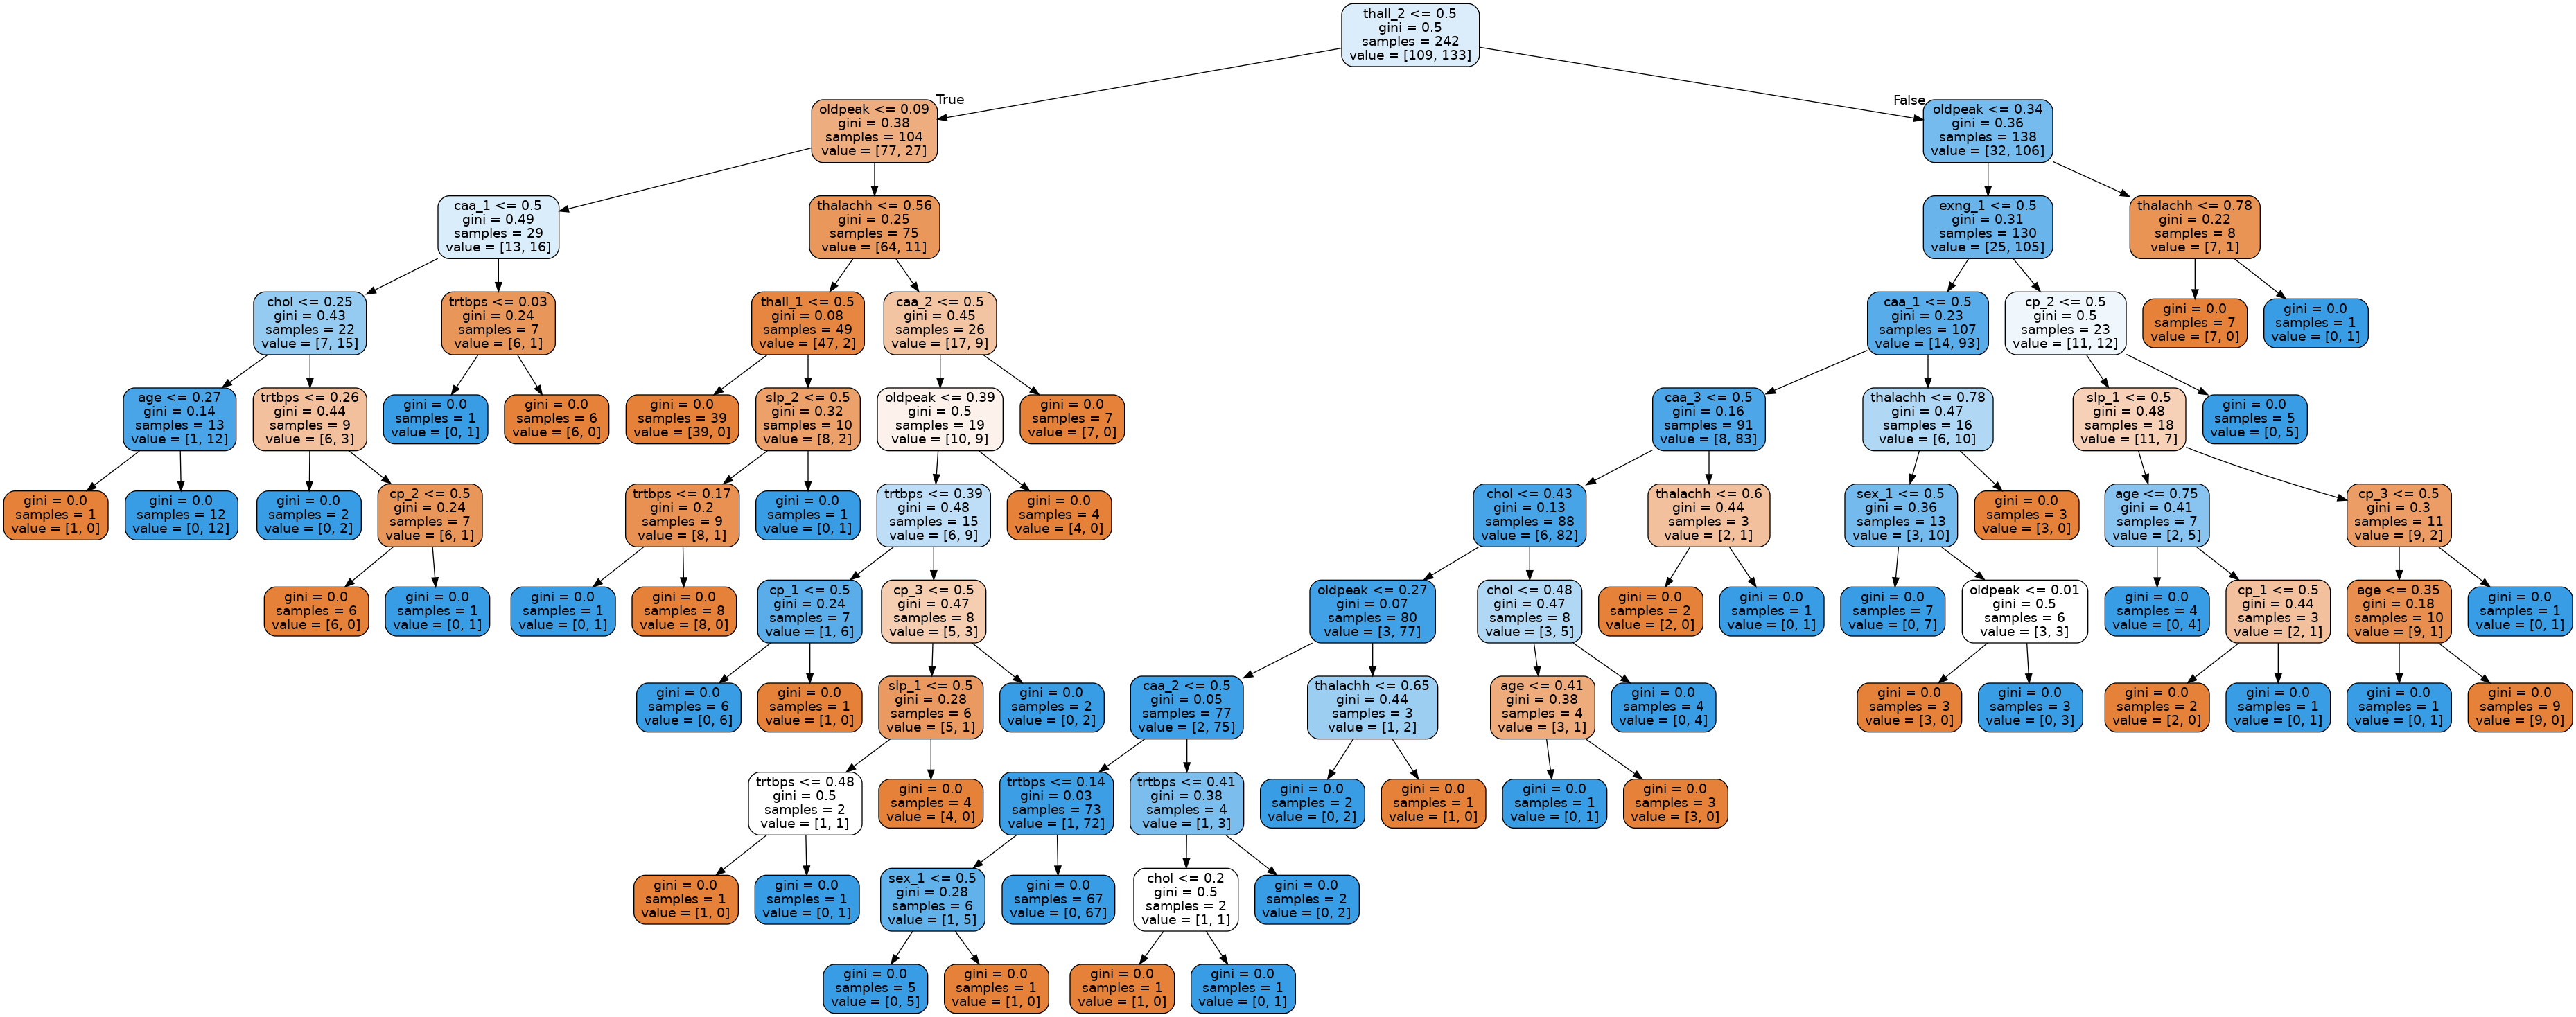 thall_2 <= 0.5
gini = 0.5
samples = 242
value = [109, 133]
True
False
oldpeak <= 0.09
gini = 0.38
samples = 104
value = [77, 27]
oldpeak <= 0.34
gini = 0.36
samples = 138
value = [32, 106]
caa_1 <= 0.5
gini = 0.49
samples = 29
value = [13, 16]
thalachh <= 0.56
gini = 0.25
samples = 75
value = [64, 11]
exng_1 <= 0.5
gini = 0.31
samples = 130
value = [25, 105]
thalachh <= 0.78
gini = 0.22
samples = 8
value = [7, 1]
chol <= 0.25
gini = 0.43
samples = 22
value = [7, 15]
trtbps <= 0.03
gini = 0.24
samples = 7
value = [6, 1]
thall_1 <= 0.5
gini = 0.08
samples = 49
value = [47, 2]
caa_2 <= 0.5
gini = 0.45
samples = 26
value = [17, 9]
caa_1 <= 0.5
gini = 0.23
samples = 107
value = [14, 93]
cp_2 <= 0.5
gini = 0.5
samples = 23
value = [11, 12]
gini = 0.0
samples = 7
value = [7, 0]
gini = 0.0
samples = 1
value = [0, 1]
age <= 0.27
gini = 0.14
samples = 13
value = [1, 12]
trtbps <= 0.26
gini = 0.44
samples = 9
value = [6, 3]
gini = 0.0
samples = 1
value = [0, 1]
gini = 0.0
samples = 6
value = [6, 0]
gini = 0.0
samples = 39
value = [39, 0]
slp_2 <= 0.5
gini = 0.32
samples = 10
value = [8, 2]
oldpeak <= 0.39
gini = 0.5
samples = 19
value = [10, 9]
gini = 0.0
samples = 7
value = [7, 0]
caa_3 <= 0.5
gini = 0.16
samples = 91
value = [8, 83]
thalachh <= 0.78
gini = 0.47
samples = 16
value = [6, 10]
slp_1 <= 0.5
gini = 0.48
samples = 18
value = [11, 7]
gini = 0.0
samples = 5
value = [0, 5]
gini = 0.0
samples = 1
value = [1, 0]
gini = 0.0
samples = 12
value = [0, 12]
gini = 0.0
samples = 2
value = [0, 2]
cp_2 <= 0.5
gini = 0.24
samples = 7
value = [6, 1]
trtbps <= 0.17
gini = 0.2
samples = 9
value = [8, 1]
gini = 0.0
samples = 1
value = [0, 1]
trtbps <= 0.39
gini = 0.48
samples = 15
value = [6, 9]
gini = 0.0
samples = 4
value = [4, 0]
chol <= 0.43
gini = 0.13
samples = 88
value = [6, 82]
thalachh <= 0.6
gini = 0.44
samples = 3
value = [2, 1]
sex_1 <= 0.5
gini = 0.36
samples = 13
value = [3, 10]
gini = 0.0
samples = 3
value = [3, 0]
age <= 0.75
gini = 0.41
samples = 7
value = [2, 5]
cp_3 <= 0.5
gini = 0.3
samples = 11
value = [9, 2]
gini = 0.0
samples = 6
value = [6, 0]
gini = 0.0
samples = 1
value = [0, 1]
gini = 0.0
samples = 1
value = [0, 1]
gini = 0.0
samples = 8
value = [8, 0]
cp_1 <= 0.5
gini = 0.24
samples = 7
value = [1, 6]
cp_3 <= 0.5
gini = 0.47
samples = 8
value = [5, 3]
oldpeak <= 0.27
gini = 0.07
samples = 80
value = [3, 77]
chol <= 0.48
gini = 0.47
samples = 8
value = [3, 5]
gini = 0.0
samples = 2
value = [2, 0]
gini = 0.0
samples = 1
value = [0, 1]
gini = 0.0
samples = 7
value = [0, 7]
oldpeak <= 0.01
gini = 0.5
samples = 6
value = [3, 3]
gini = 0.0
samples = 4
value = [0, 4]
cp_1 <= 0.5
gini = 0.44
samples = 3
value = [2, 1]
age <= 0.35
gini = 0.18
samples = 10
value = [9, 1]
gini = 0.0
samples = 1
value = [0, 1]
gini = 0.0
samples = 6
value = [0, 6]
gini = 0.0
samples = 1
value = [1, 0]
slp_1 <= 0.5
gini = 0.28
samples = 6
value = [5, 1]
gini = 0.0
samples = 2
value = [0, 2]
caa_2 <= 0.5
gini = 0.05
samples = 77
value = [2, 75]
thalachh <= 0.65
gini = 0.44
samples = 3
value = [1, 2]
age <= 0.41
gini = 0.38
samples = 4
value = [3, 1]
gini = 0.0
samples = 4
value = [0, 4]
gini = 0.0
samples = 3
value = [3, 0]
gini = 0.0
samples = 3
value = [0, 3]
gini = 0.0
samples = 2
value = [2, 0]
gini = 0.0
samples = 1
value = [0, 1]
gini = 0.0
samples = 1
value = [0, 1]
gini = 0.0
samples = 9
value = [9, 0]
trtbps <= 0.48
gini = 0.5
samples = 2
value = [1, 1]
gini = 0.0
samples = 4
value = [4, 0]
trtbps <= 0.14
gini = 0.03
samples = 73
value = [1, 72]
trtbps <= 0.41
gini = 0.38
samples = 4
value = [1, 3]
gini = 0.0
samples = 2
value = [0, 2]
gini = 0.0
samples = 1
value = [1, 0]
gini = 0.0
samples = 1
value = [0, 1]
gini = 0.0
samples = 3
value = [3, 0]
gini = 0.0
samples = 1
value = [1, 0]
gini = 0.0
samples = 1
value = [0, 1]
sex_1 <= 0.5
gini = 0.28
samples = 6
value = [1, 5]
gini = 0.0
samples = 67
value = [0, 67]
chol <= 0.2
gini = 0.5
samples = 2
value = [1, 1]
gini = 0.0
samples = 2
value = [0, 2]
gini = 0.0
samples = 5
value = [0, 5]
gini = 0.0
samples = 1
value = [1, 0]
gini = 0.0
samples = 1
value = [1, 0]
gini = 0.0
samples = 1
value = [0, 1]